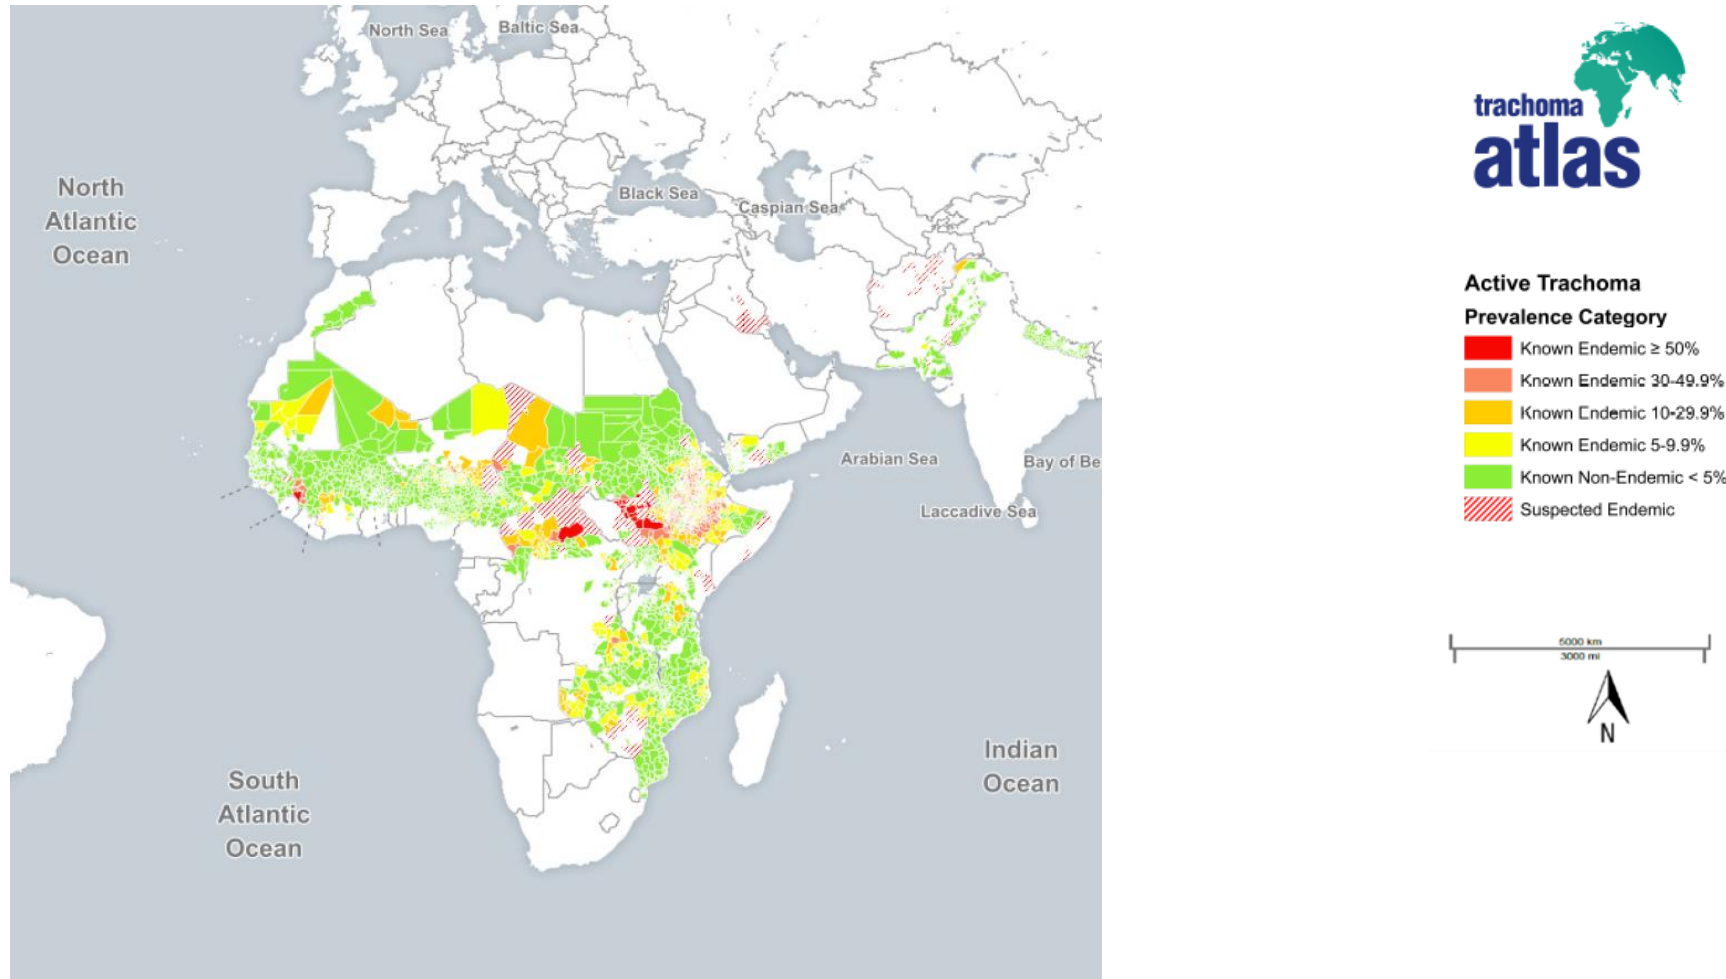 North Sea
Baltic Sea
North
Atlantic
Ocean
Black Sea
Caspian Sea
Arabian Sea
Bay of Be
Laccadive Sea
Indian
Ocean
South
Atlantic
Ocean
trachoma
atlas
Active Trachoma
Prevalence Category
Known Endemic ≥ 50%
Known Endemic 30-49.9%
Known Endemic 10-29.9%
Known Endemic 5-9.9%
Known Non-Endemic < 5%
Suspected Endemic
5000 km
3000 mi
N